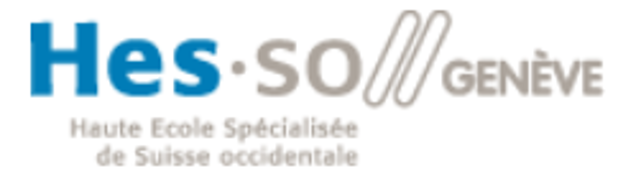 Hes·so GENÈVE
Haute Ecole Spécialisée
de Suisse occidentale